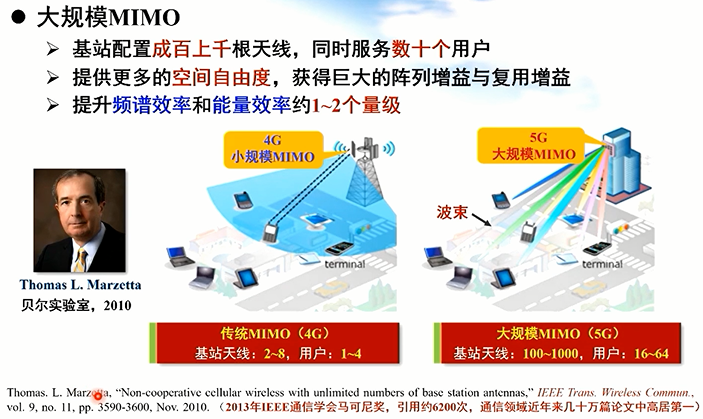 ● 大规模MIMO
➢ 基站配置成百上千根天线，同时服务数十个用户
➢ 提供更多的空间自由度，获得巨大的阵列增益与复用增益
➢ 提升频谱效率和能量效率约1~2个量级
4G
小规模MIMO
5G
大规模MIMO
波束
terminal
terminal
Thomas L. Marzetta
贝尔实验室，2010
传统MIMO（4G）
基站天线：2~8，用户：1~4
大规模MIMO（5G）
基站天线：100~1000，用户：16~64
Thomas. L. Marzetta, “Non-cooperative cellular wireless with unlimited numbers of base station antennas,” IEEE Trans. Wireless Commun.,
vol. 9, no. 11, pp. 3590-3600, Nov. 2010.（2013年IEEE通信学会马可尼奖，引用约6200次，通信领域近年来几十万篇论文中高居第一）